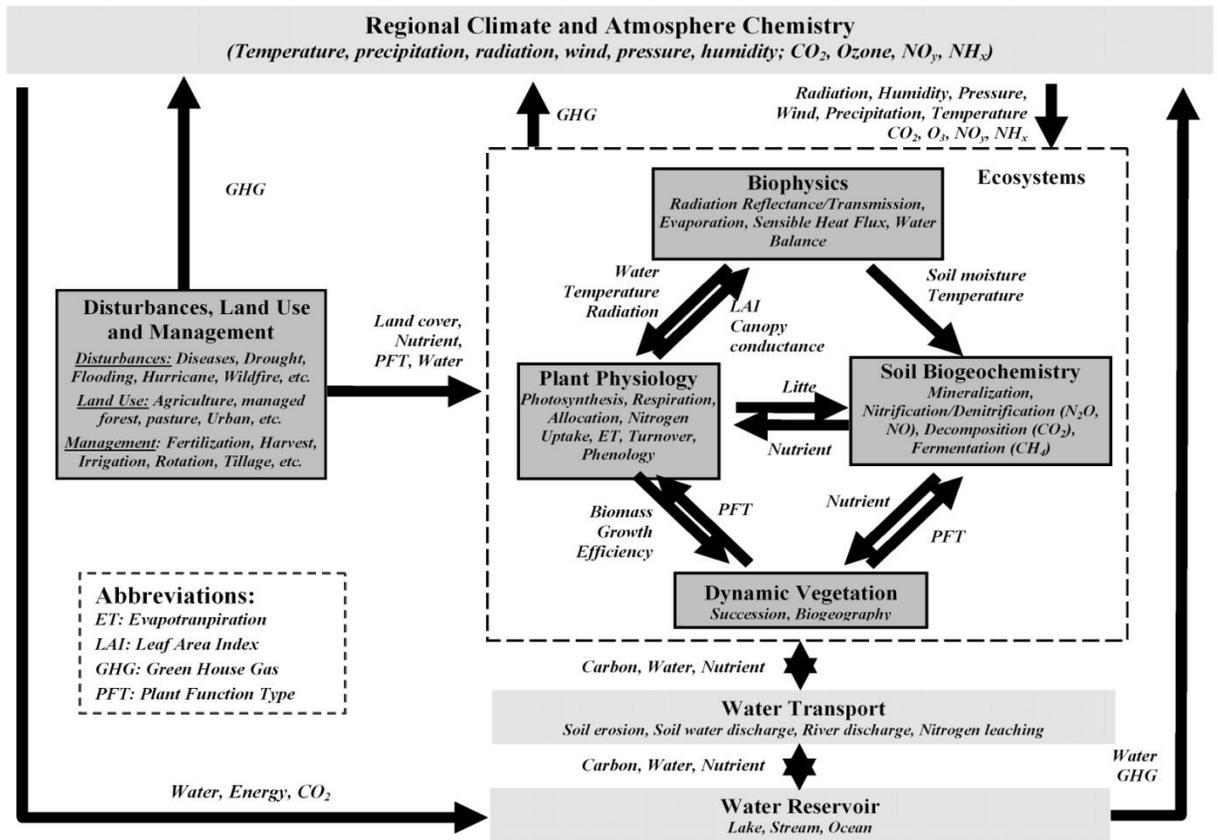 Regional Climate and Atmosphere Chemistry
(Temperature, precipitation, radiation, wind, pressure, humidity; CO₂, Ozone, NOᵧ, NHₓ)
GHG
GHG
Radiation, Humidity, Pressure,
Wind, Precipitation, Temperature
CO₂, O₃, NOᵧ, NHₓ
Ecosystems
Biophysics
Radiation Reflectance/Transmission,
Evaporation, Sensible Heat Flux, Water
Balance
Water
Temperature
Radiation
LAI
Canopy
conductance
Soil moisture
Temperature
Disturbances, Land Use
and Management
Disturbances: Diseases, Drought,
Flooding, Hurricane, Wildfire, etc.
Land Use: Agriculture, managed
forest, pasture, Urban, etc.
Management: Fertilization, Harvest,
Irrigation, Rotation, Tillage, etc.
Land cover,
Nutrient,
PFT, Water
Plant Physiology
Photosynthesis, Respiration,
Allocation, Nitrogen
Uptake, ET, Turnover,
Phenology
Litte
Nutrient
Soil Biogeochemistry
Mineralization,
Nitrification/Denitrification (N₂O,
NO), Decomposition (CO₂),
Fermentation (CH₄)
Biomass
Growth
Efficiency
PFT
Nutrient
PFT
Dynamic Vegetation
Succession, Biogeography
Abbreviations:
ET: Evapotranpiration
LAI: Leaf Area Index
GHG: Green House Gas
PFT: Plant Function Type
Carbon, Water, Nutrient
Water Transport
Soil erosion, Soil water discharge, River discharge, Nitrogen leaching
Carbon, Water, Nutrient
Water
GHG
Water, Energy, CO₂
Water Reservoir
Lake, Stream, Ocean